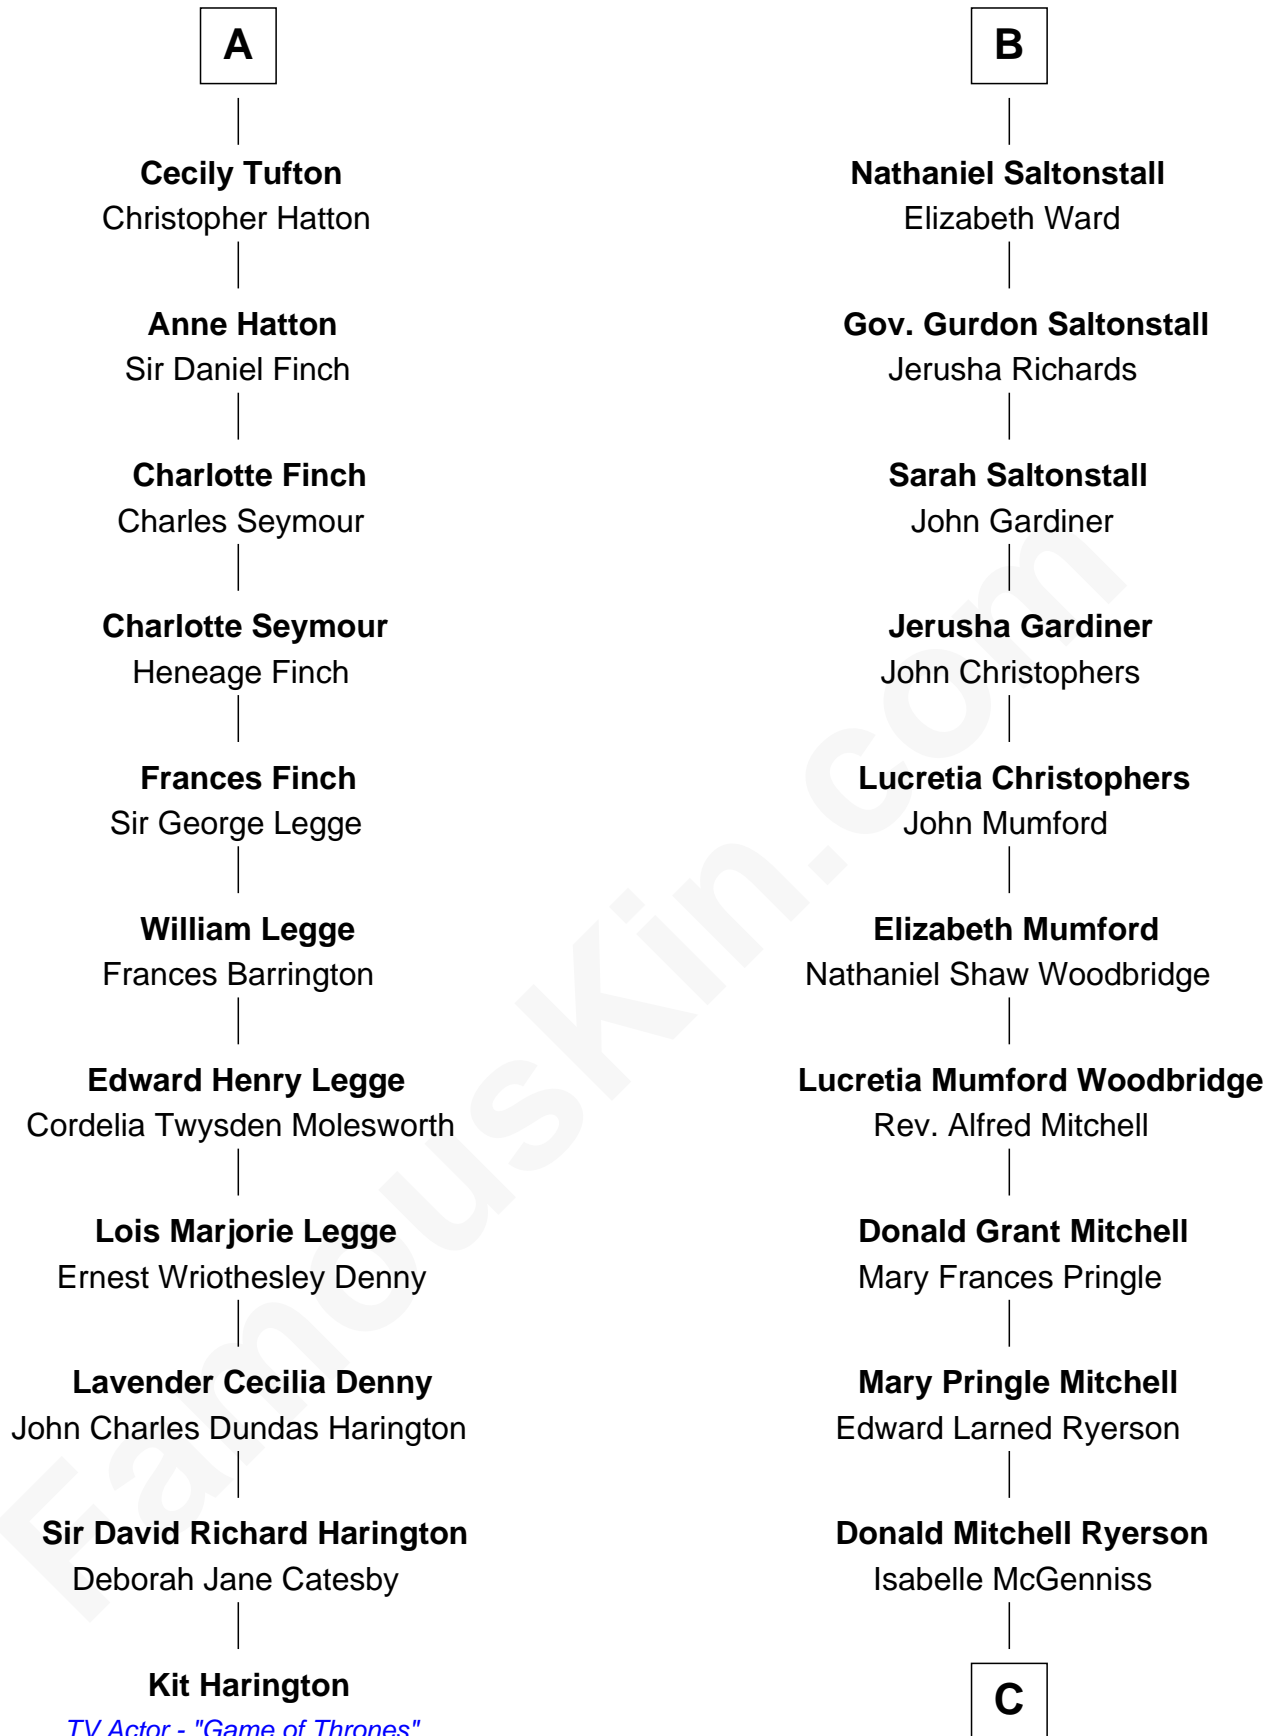 A
Cecily Tufton
Christopher Hatton
Anne Hatton
Sir Daniel Finch
Charlotte Finch
Charles Seymour
Charlotte Seymour
Heneage Finch
Frances Finch
Sir George Legge
William Legge
Frances Barrington
Edward Henry Legge
Cordelia Twysden Molesworth
Lois Marjorie Legge
Ernest Wriothesley Denny
Lavender Cecilia Denny
John Charles Dundas Harington
Sir David Richard Harington
Deborah Jane Catesby
Kit Harington
TV Actor - "Game of Thrones"
B
Nathaniel Saltonstall
Elizabeth Ward
Gov. Gurdon Saltonstall
Jerusha Richards
Sarah Saltonstall
John Gardiner
Jerusha Gardiner
John Christophers
Lucretia Christophers
John Mumford
Elizabeth Mumford
Nathaniel Shaw Woodbridge
Lucretia Mumford Woodbridge
Rev. Alfred Mitchell
Donald Grant Mitchell
Mary Frances Pringle
Mary Pringle Mitchell
Edward Larned Ryerson
Donald Mitchell Ryerson
Isabelle McGenniss
C
FamousKin.com